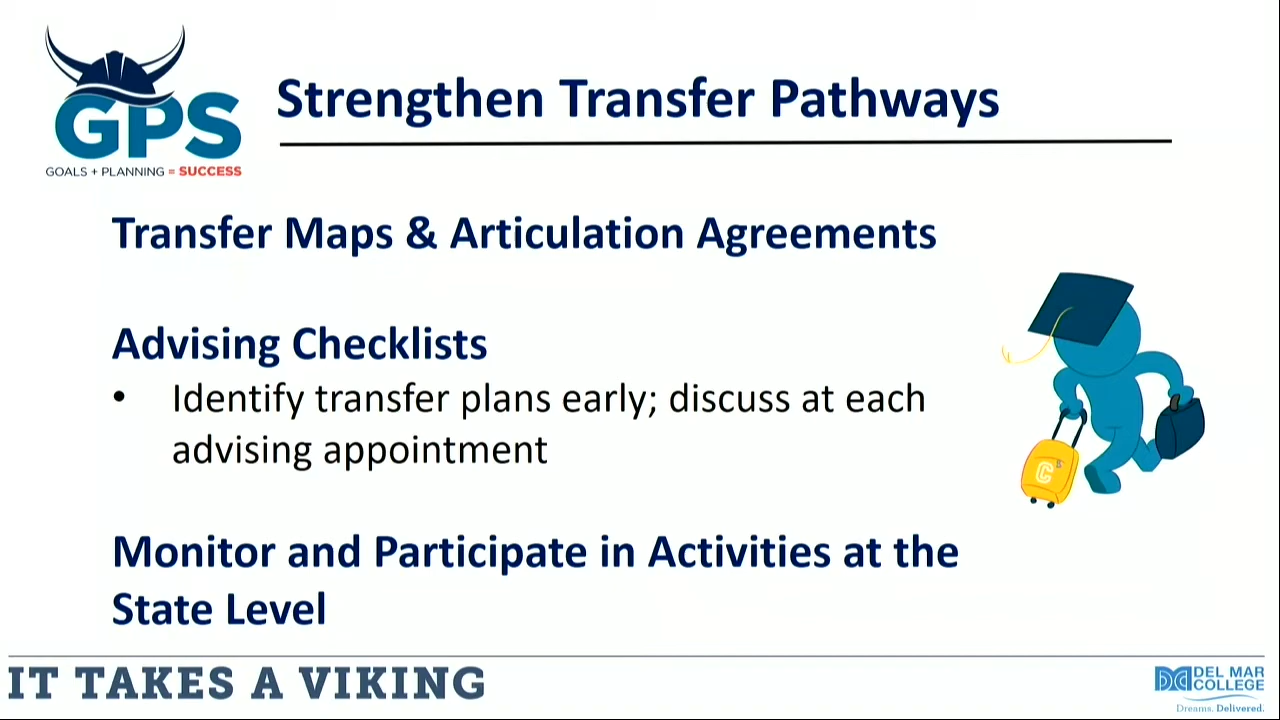 GPS
GOALS + PLANNING = SUCCESS
Strengthen Transfer Pathways
Transfer Maps & Articulation Agreements
Advising Checklists
• Identify transfer plans early; discuss at each
advising appointment
C
Monitor and Participate in Activities at the
State Level
IT TAKES A VIKING
DEL MAR
COLLEGE
Dreams. Delivered.